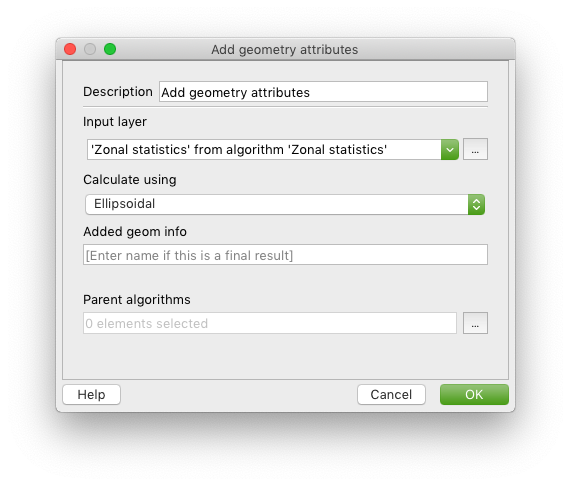 Add geometry attributes
Description Add geometry attributes
Input layer
'Zonal statistics' from algorithm 'Zonal statistics'
...
Calculate using
Ellipsoidal
Added geom info
[Enter name if this is a final result]
Parent algorithms
0 elements selected
...
Help Cancel OK